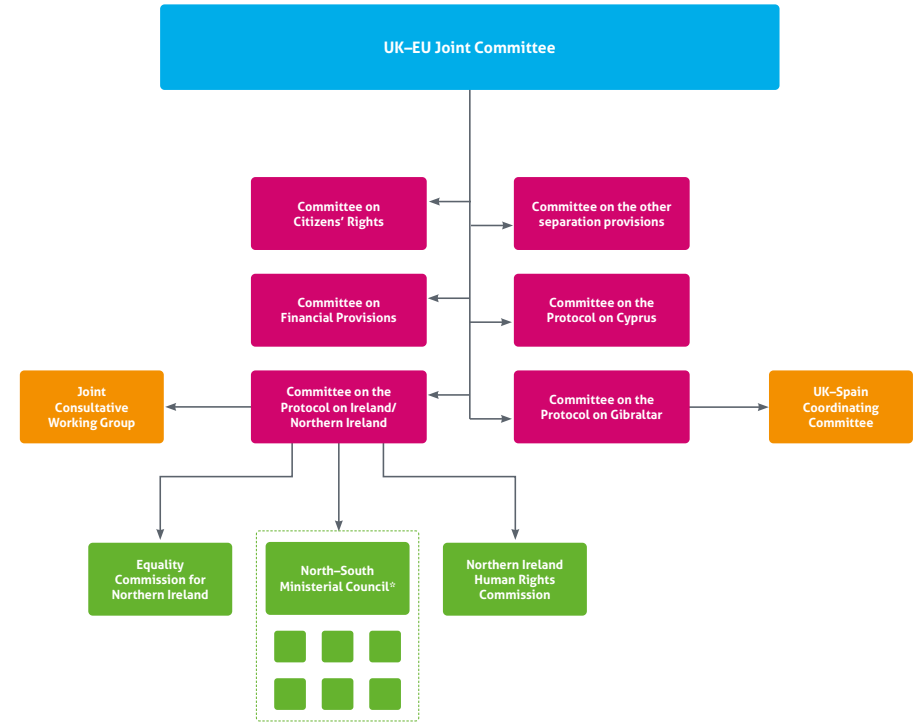 UK–EU Joint Committee
Committee on
Citizens’ Rights
Committee on the other
separation provisions
Committee on
Financial Provisions
Committee on the
Protocol on Cyprus
Joint
Consultative
Working Group
Committee on the
Protocol on Ireland/
Northern Ireland
Committee on the
Protocol on Gibraltar
UK–Spain
Coordinating
Committee
Equality
Commission for
Northern Ireland
North–South
Ministerial Council*
Northern Ireland
Human Rights
Commission